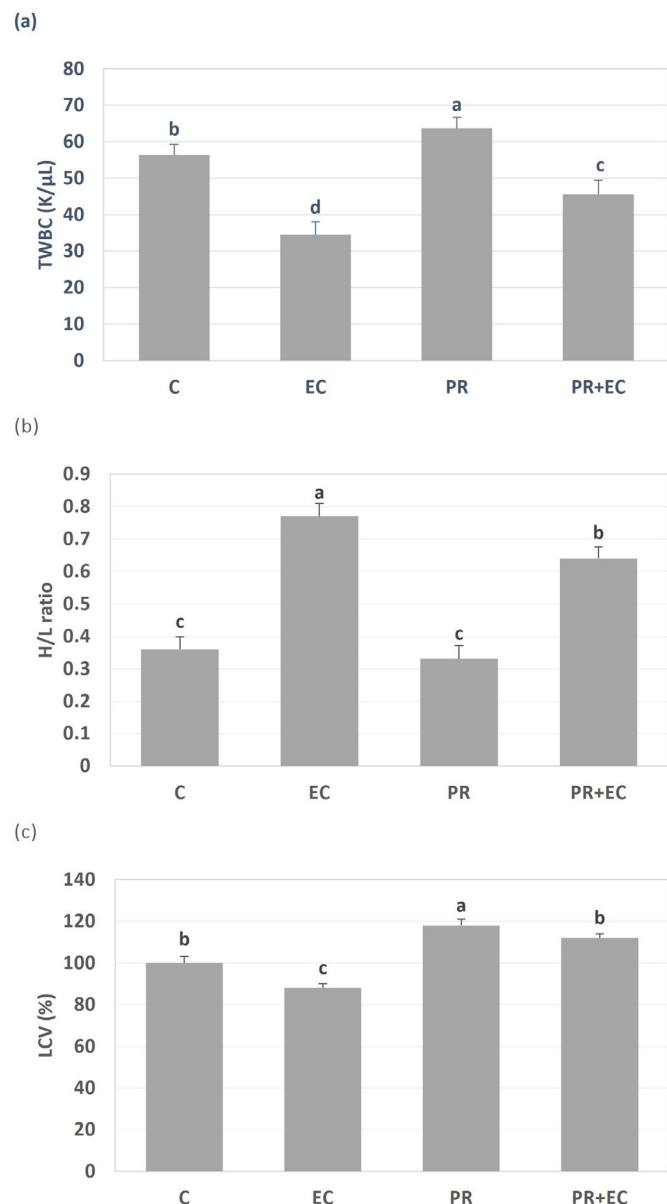 (a)
TWBC (K/µL)
80
70
60
50
40
30
20
10
0
b
d
a
c
C EC PR PR+EC
(b)
H/L ratio
0.9
0.8
0.7
0.6
0.5
0.4
0.3
0.2
0.1
0
c
a
c
b
C EC PR PR+EC
(c)
LCV (%)
140
120
100
80
60
40
20
0
b
c
a
b
C EC PR PR+EC